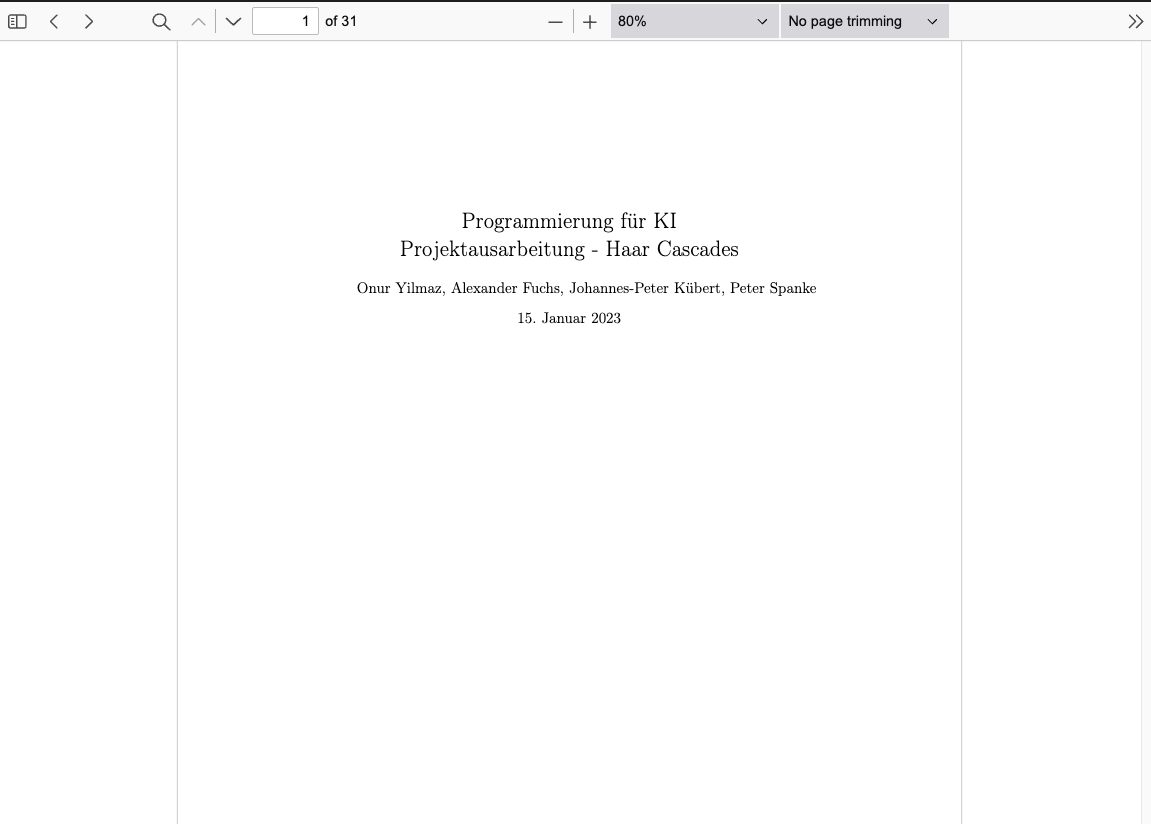 1 of 31 80% No page trimming
Programmierung für KI
Projektausarbeitung - Haar Cascades
Onur Yilmaz, Alexander Fuchs, Johannes-Peter Kübert, Peter Spanke
15. Januar 2023